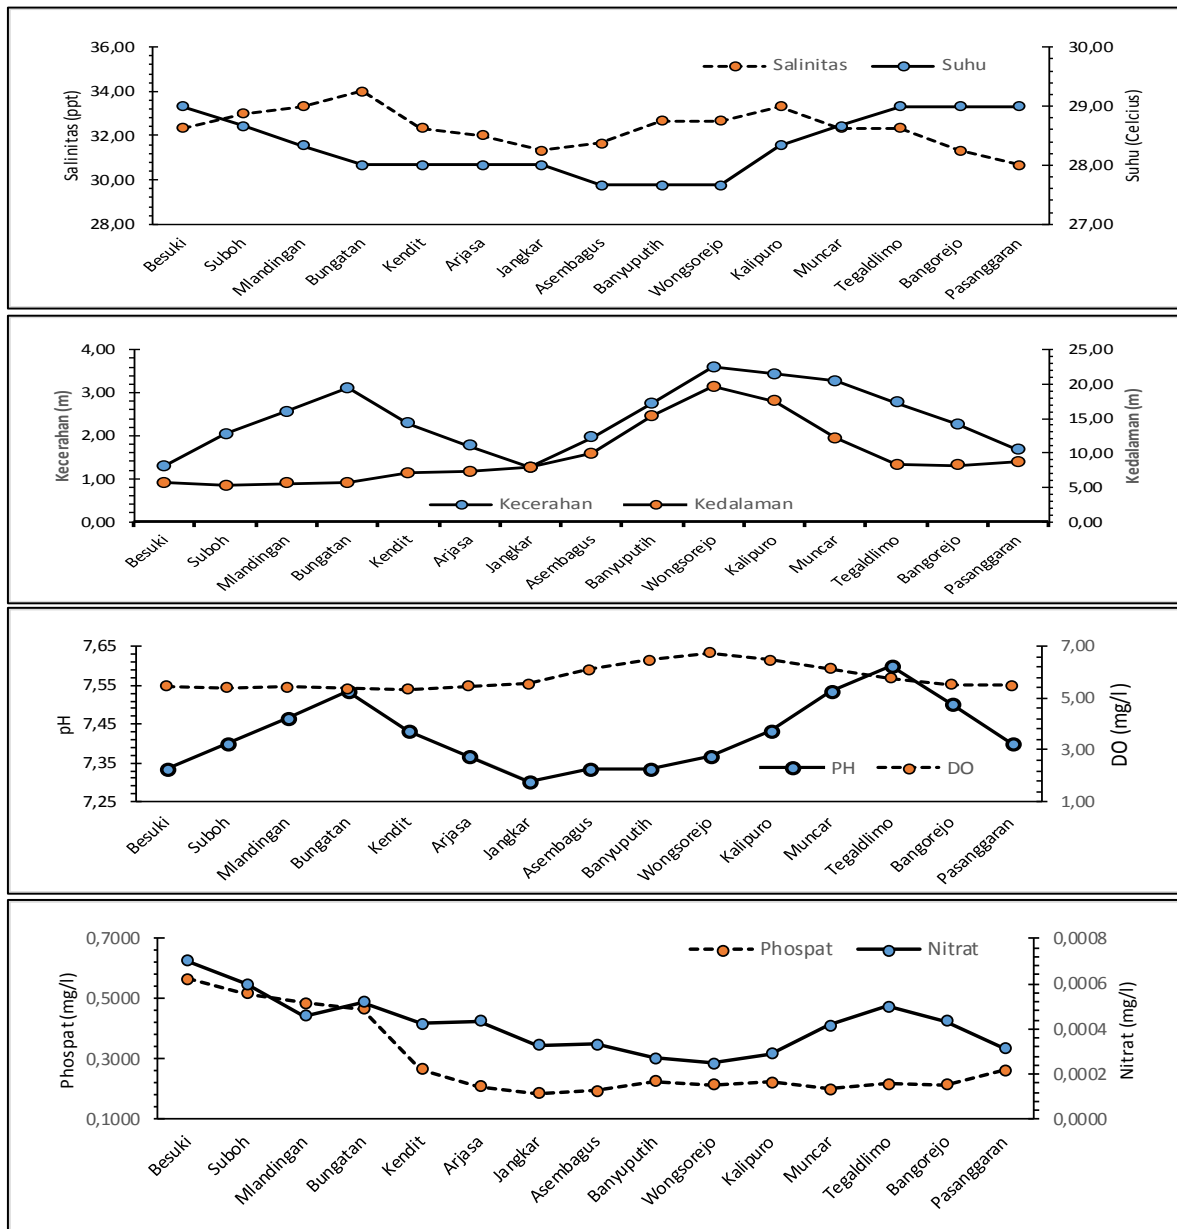 36,00
34,00
32,00
30,00
28,00
Salinitas (ppt)
Salinitas
Suhu
30,00
29,00
28,00
27,00
Suhu (Celcius)
Besuki
Suboh
Mlandingan
Bungatan
Kendit
Arjasa
Jangkar
Asembagus
Banyuputih
Wongsorejo
Kalipuro
Muncar
Tegaldlimo
Bangorejo
Pasanggaran
4,00
3,00
2,00
1,00
0,00
Kecerahan (m)
Kecerahan
Kedalaman
25,00
20,00
15,00
10,00
5,00
0,00
Kedalaman (m)
Besuki
Suboh
Mlandingan
Bungatan
Kendit
Arjasa
Jangkar
Asembagus
Banyuputih
Wongsorejo
Kalipuro
Muncar
Tegaldlimo
Bangorejo
Pasanggaran
7,65
7,55
7,45
7,35
7,25
pH
PH
DO
7,00
5,00
3,00
1,00
DO (mg/l)
Besuki
Suboh
Mlandingan
Bungatan
Kendit
Arjasa
Jangkar
Asembagus
Banyuputih
Wongsorejo
Kalipuro
Muncar
Tegaldlimo
Bangorejo
Pasanggaran
0,7000
0,5000
0,3000
0,1000
Phospat (mg/l)
Phospat
Nitrat
0,0008
0,0006
0,0004
0,0002
0,0000
Nitrat (mg/l)
Besuki
Suboh
Mlandingan
Bungatan
Kendit
Arjasa
Jangkar
Asembagus
Banyuputih
Wongsorejo
Kalipuro
Muncar
Tegaldlimo
Bangorejo
Pasanggaran